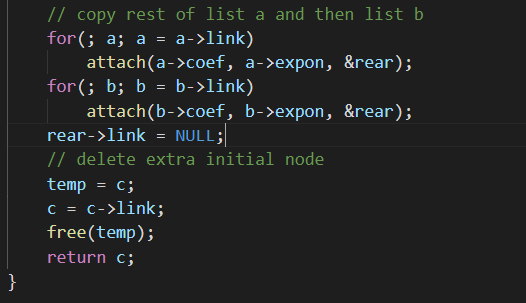 // copy rest of list a and then list b
for(; a; a = a->link)
    attach(a->coef, a->expon, &rear);
for(; b; b = b->link)
    attach(b->coef, b->expon, &rear);
rear->link = NULL;
// delete extra initial node
temp = c;
c = c->link;
free(temp);
return c;
}